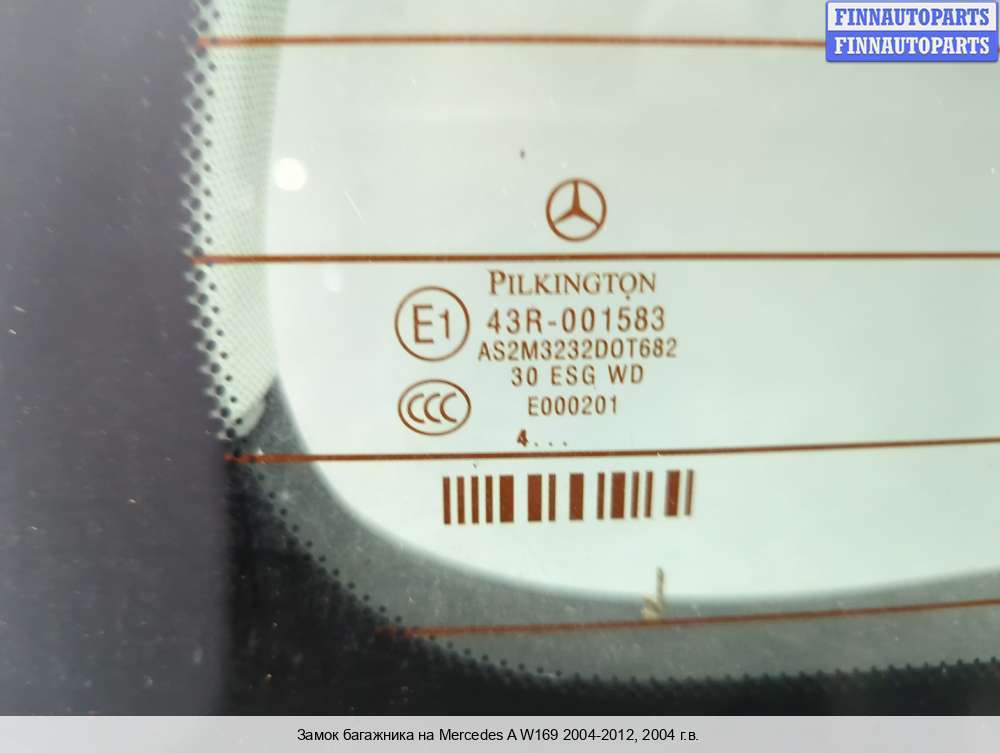 FINNAUTOPARTS
FINNAUTOPARTS
PILKINGTON
E1
43R-001583
AS2M3232DOT682
30 ESG WD
CCC
E000201
4...
Замок багажника на Mercedes A W169 2004-2012, 2004 г.в.